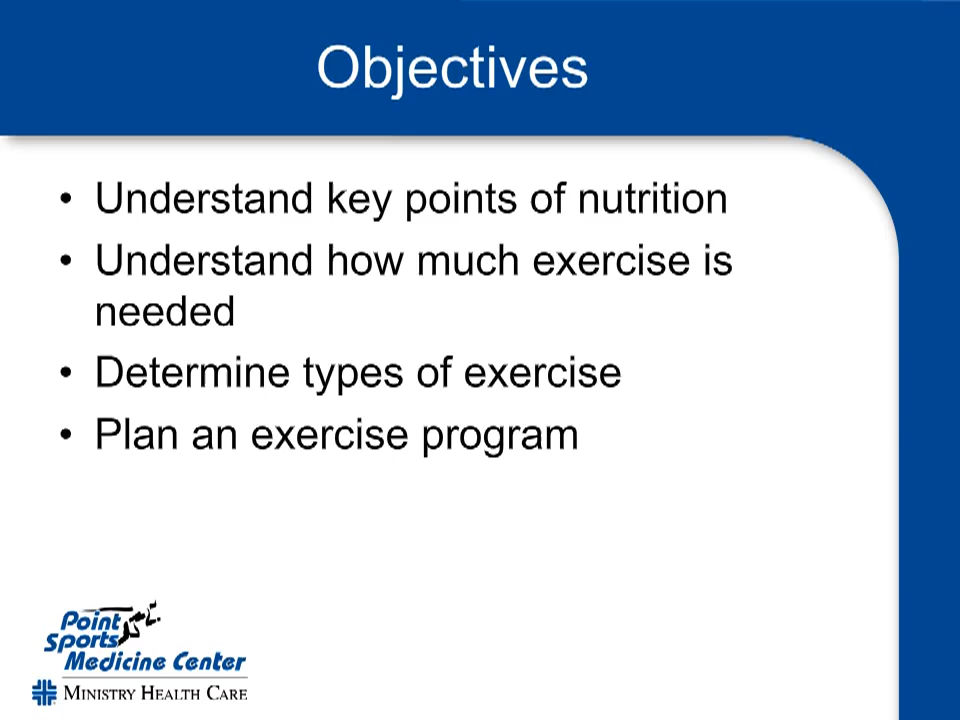 Objectives
• Understand key points of nutrition
• Understand how much exercise is
needed
• Determine types of exercise
• Plan an exercise program
Point
Sports
Medicine Center
MINISTRY HEALTH CARE